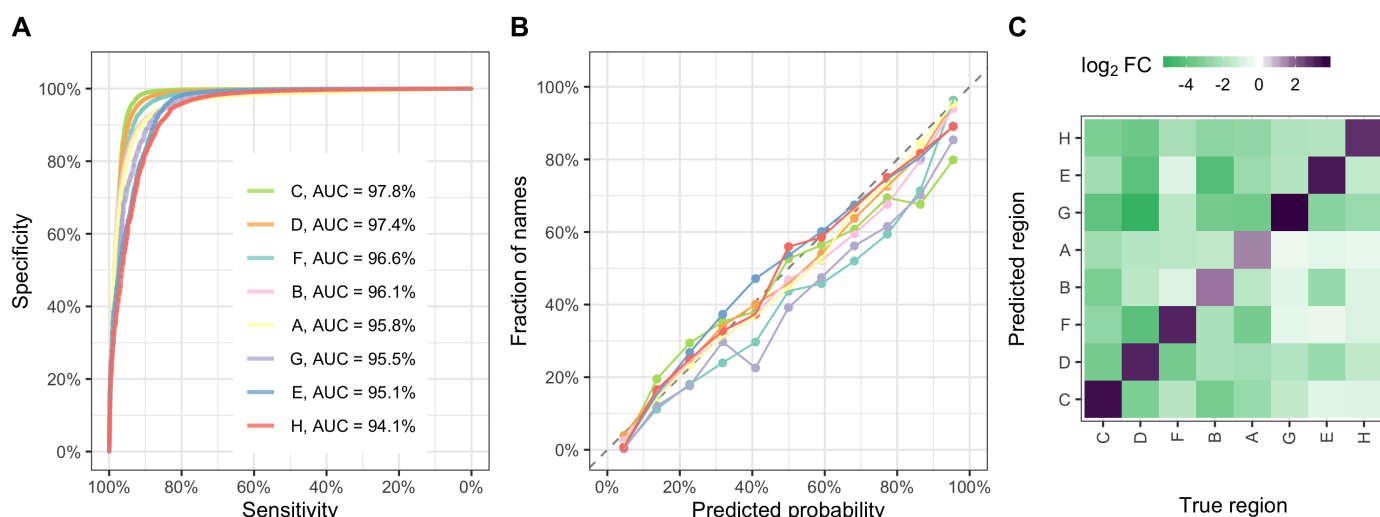 A
Specificity
100%
80%
60%
40%
20%
0%
C, AUC = 97.8%
D, AUC = 97.4%
F, AUC = 96.6%
B, AUC = 96.1%
A, AUC = 95.8%
G, AUC = 95.5%
E, AUC = 95.1%
H, AUC = 94.1%
100% 80% 60% 40% 20% 0%
Sensitivity
B
Fraction of names
100%
80%
60%
40%
20%
0%
0% 20% 40% 60% 80% 100%
Predicted probability
C
log₂ FC
-4 -2 0 2
Predicted region
H
E
G
A
B
F
D
C
C D F B A G E H
True region